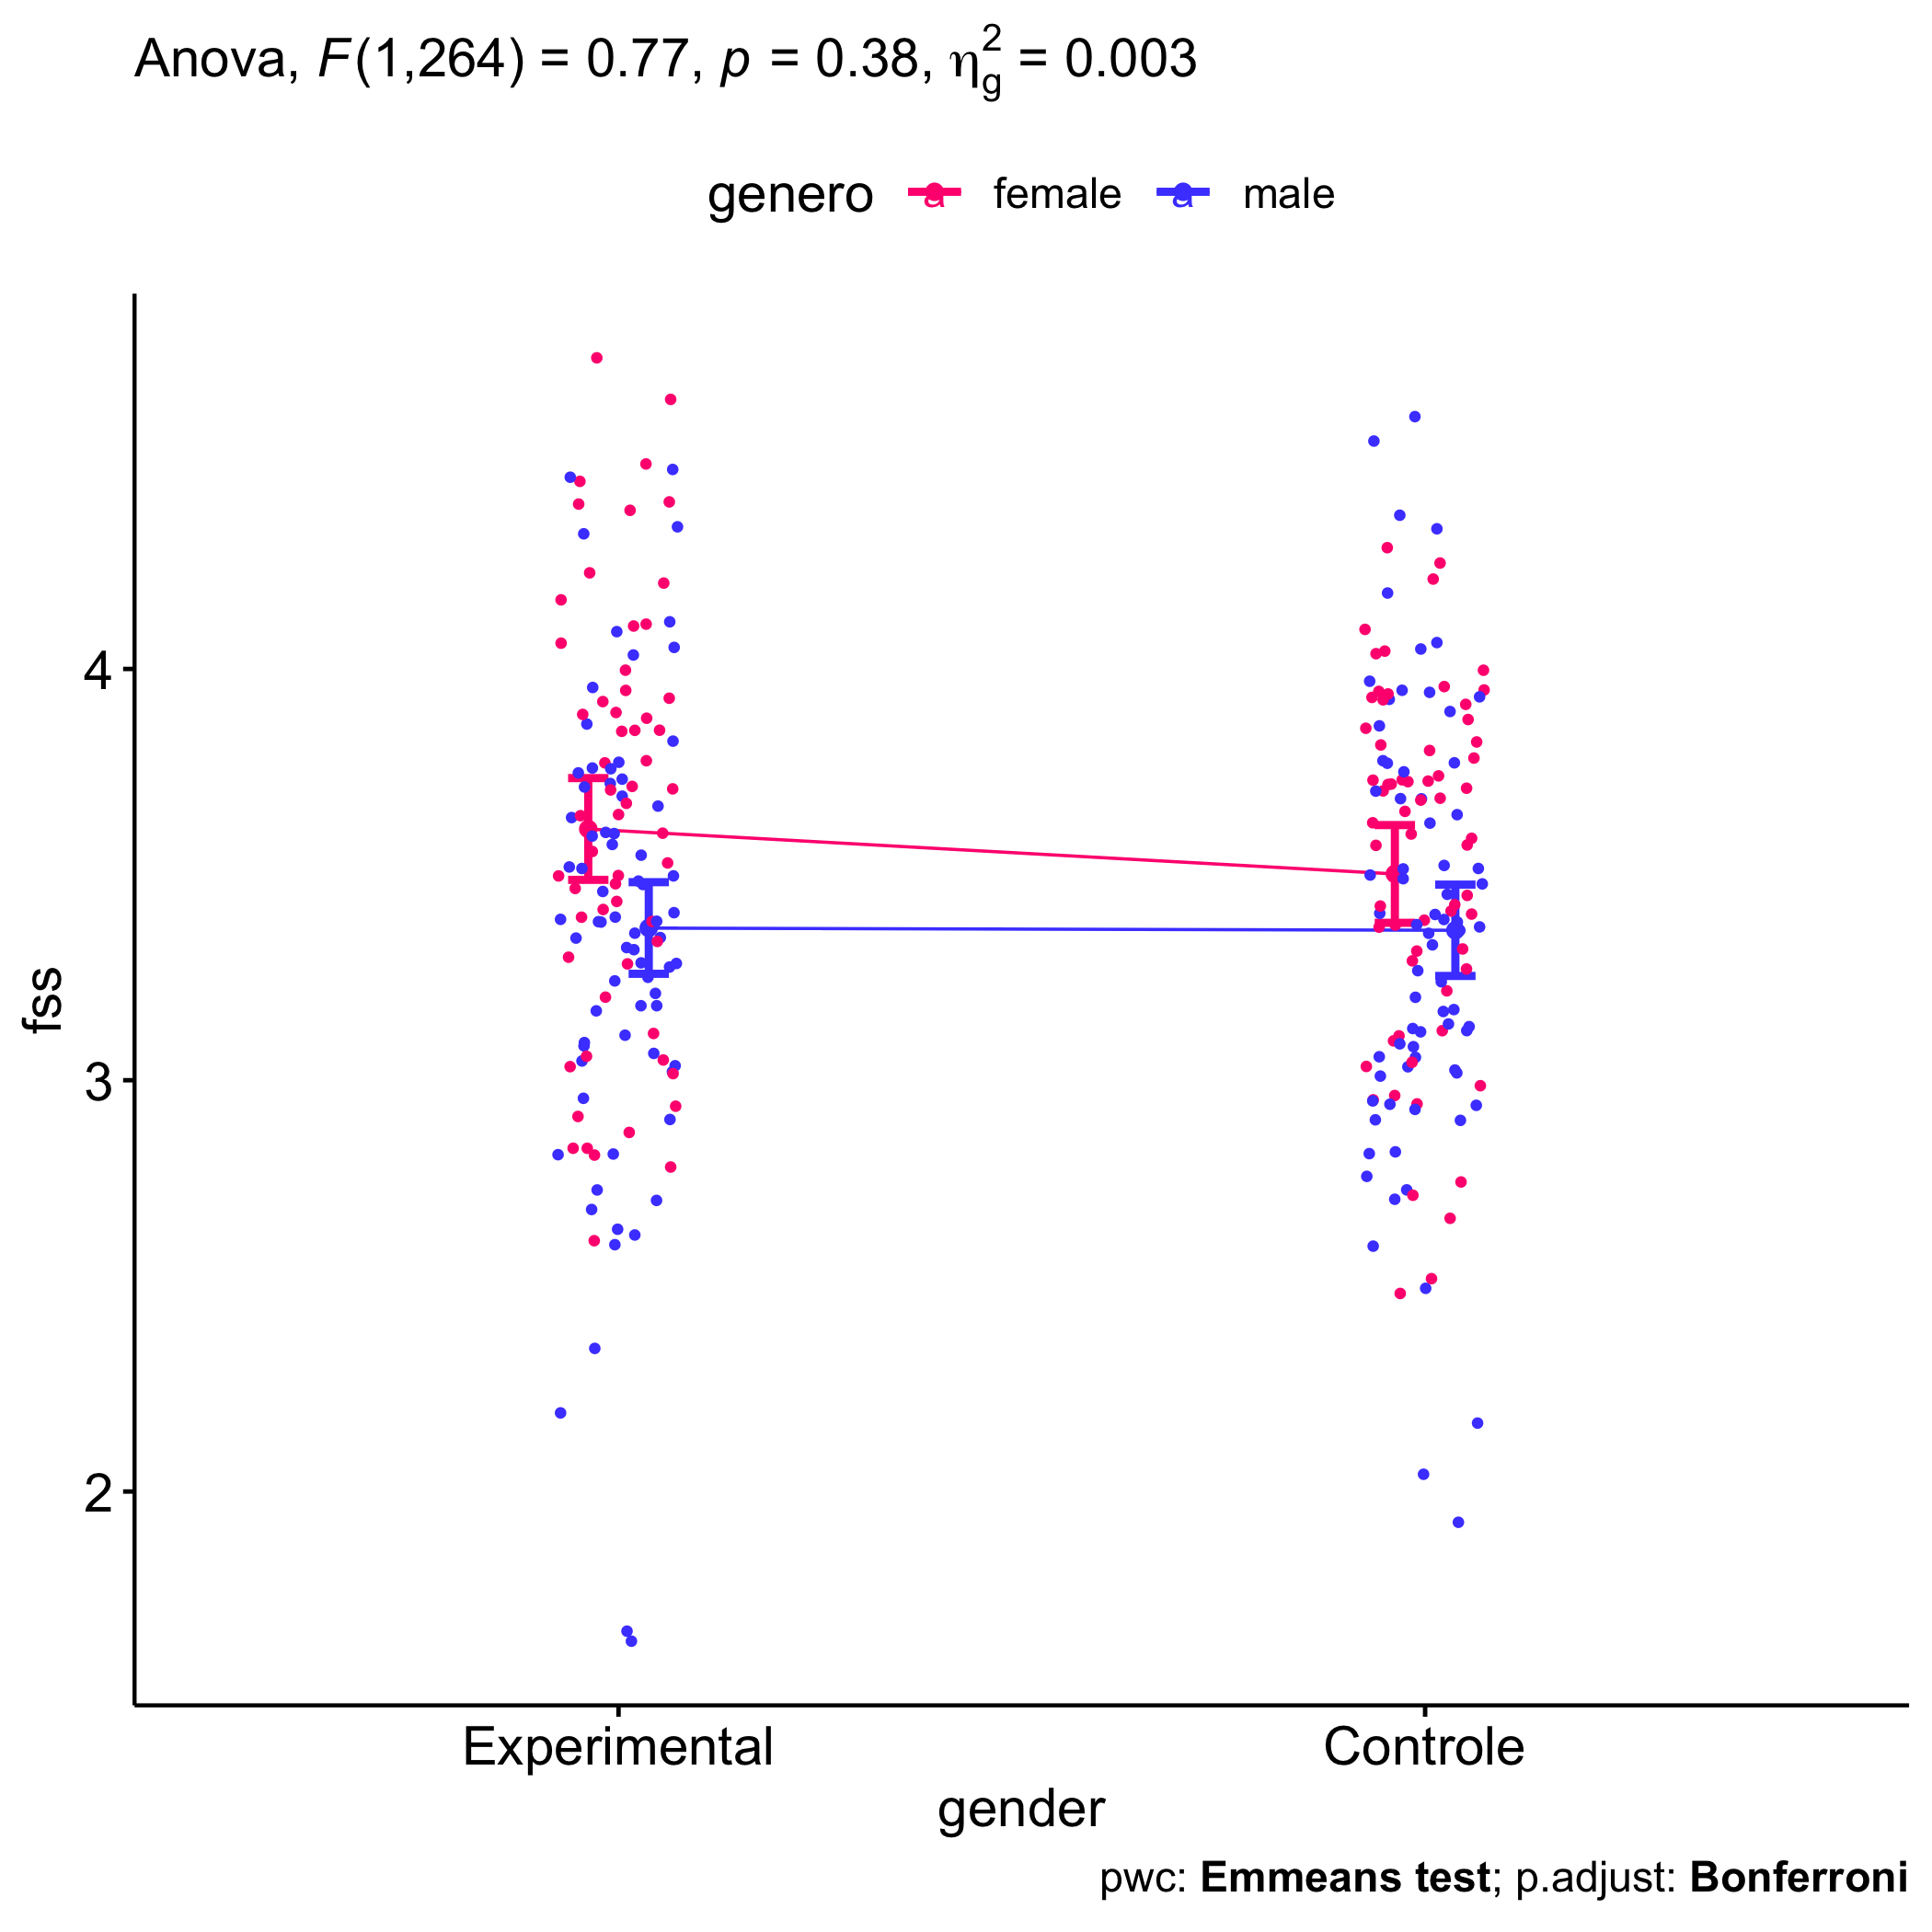 Anova, F(1,264) = 0.77, p = 0.38, η²g = 0.003
genero a female a male
4
3
2
fss
Experimental Controle
gender
pwc: Emmeans test; p.adjust: Bonferroni